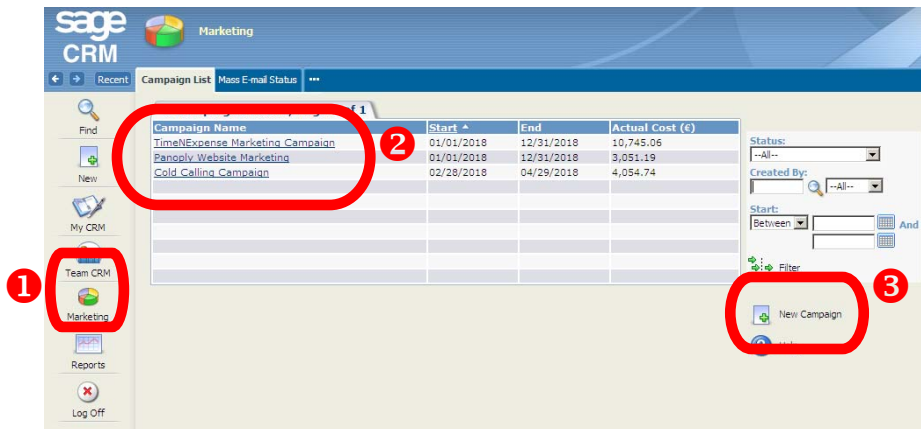 sage
CRM
Marketing
Recent
Campaign List Mass E-mail Status •••
Find
New
My CRM
Team CRM
Marketing
Reports
Log Off
1
f 1
Campaign Name Start End Actual Cost (€)
TimeNExpense Marketing Campaign 01/01/2018 12/31/2018 10,745.06
Panoply Website Marketing 01/01/2018 12/31/2018 3,051.19
Cold Calling Campaign 02/28/2018 04/29/2018 4,054.74
2
Status:
--All--
Created By:
--All--
Start:
Between And
Filter
3
New Campaign